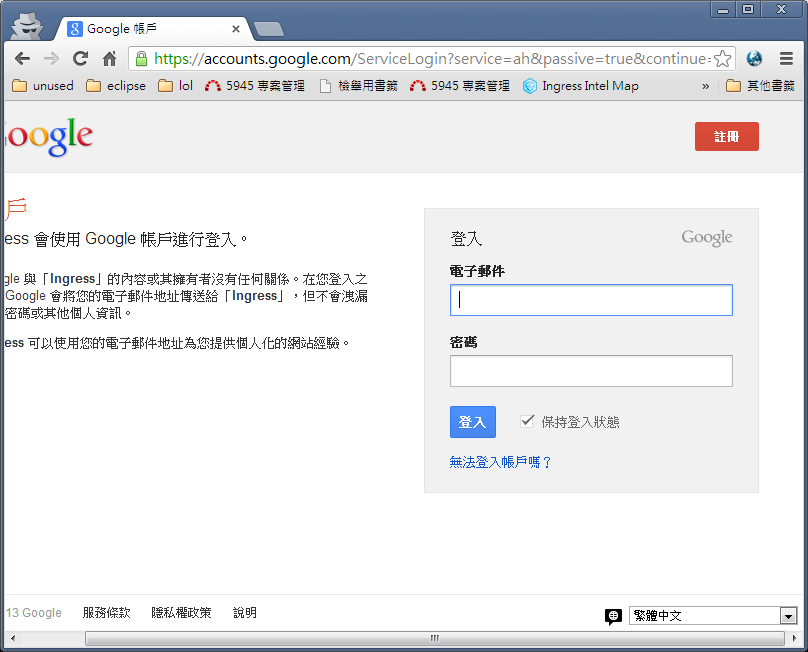 Google 帳戶
https://accounts.google.com/ServiceLogin?service=ah&passive=true&continue=
unused eclipse lol 5945 專案管理 檢舉用書籤 5945 專案管理 Ingress Intel Map » 其他書籤
Google 註冊
戶
ess 會使用 Google 帳戶進行登入。
gle 與「Ingress」的內容或其擁有者沒有任何關係。在您登入之
Google 會將您的電子郵件地址傳送給「Ingress」，但不會洩漏
密碼或其他個人資訊。
ess 可以使用您的電子郵件地址為您提供個人化的網站經驗。
登入 Google
電子郵件
密碼
登入 保持登入狀態
無法登入帳戶嗎？
13 Google 服務條款 隱私權政策 說明 繁體中文